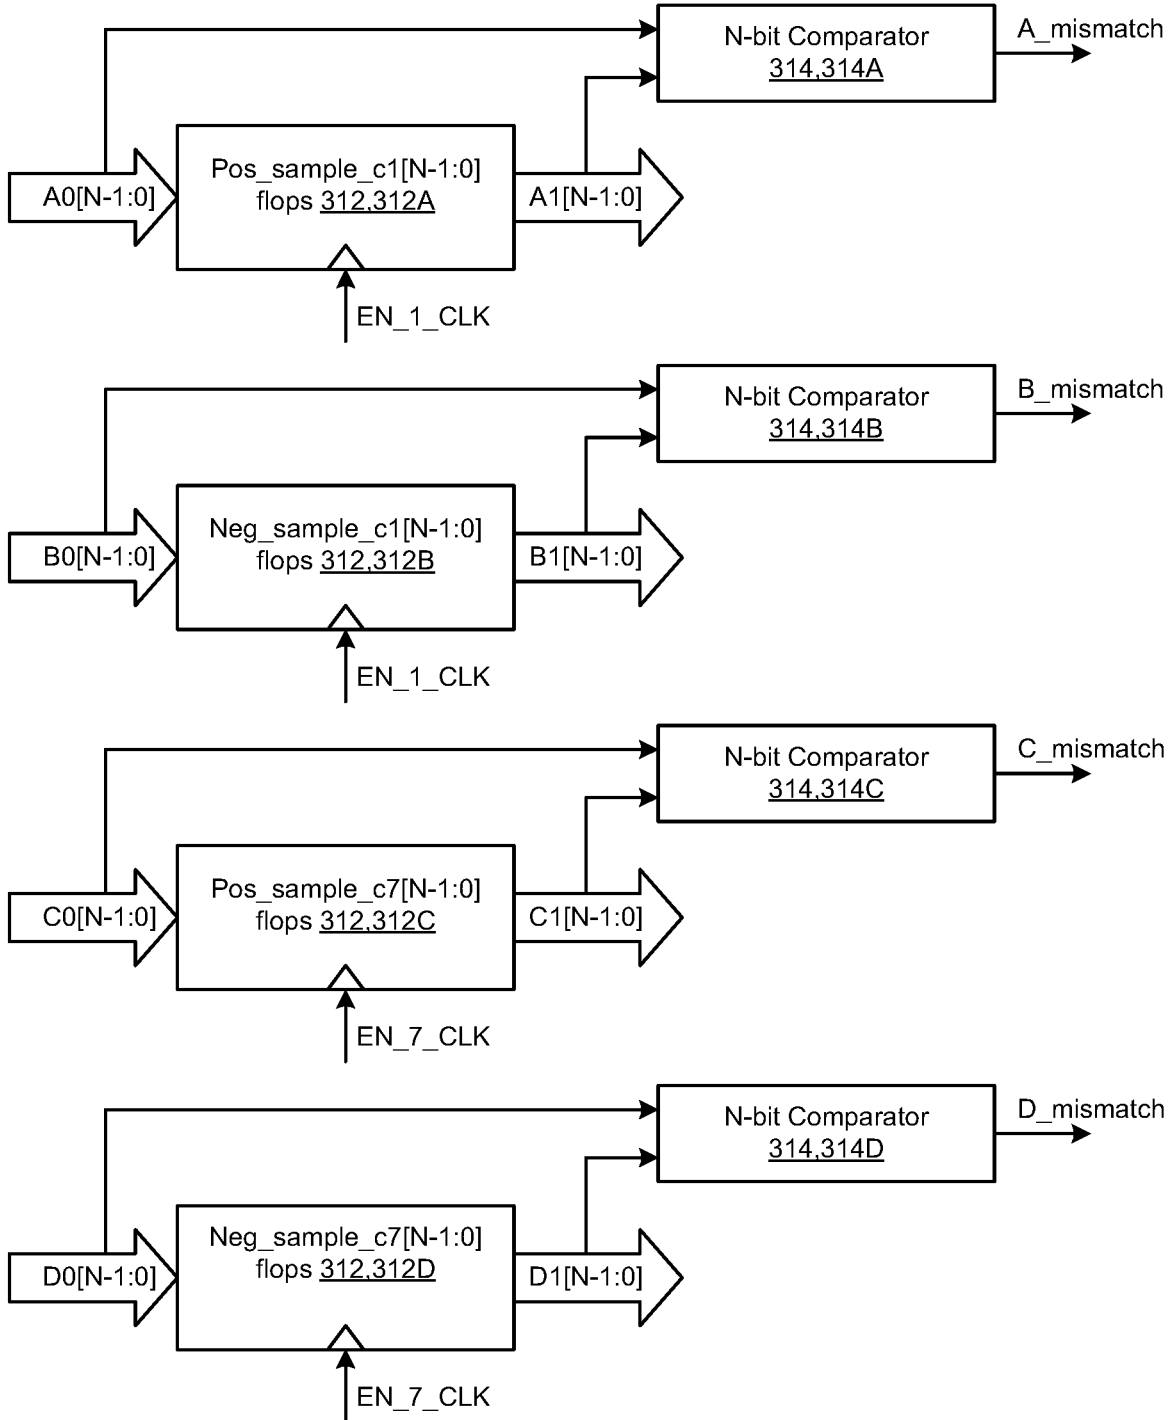 A_mismatch
N-bit Comparator
314,314A
Pos_sample_c1[N-1:0]
flops 312,312A
A0[N-1:0]
A1[N-1:0]
EN_1_CLK
B_mismatch
N-bit Comparator
314,314B
Neg_sample_c1[N-1:0]
flops 312,312B
B0[N-1:0]
B1[N-1:0]
EN_1_CLK
C_mismatch
N-bit Comparator
314,314C
Pos_sample_c7[N-1:0]
flops 312,312C
C0[N-1:0]
C1[N-1:0]
EN_7_CLK
D_mismatch
N-bit Comparator
314,314D
Neg_sample_c7[N-1:0]
flops 312,312D
D0[N-1:0]
D1[N-1:0]
EN_7_CLK